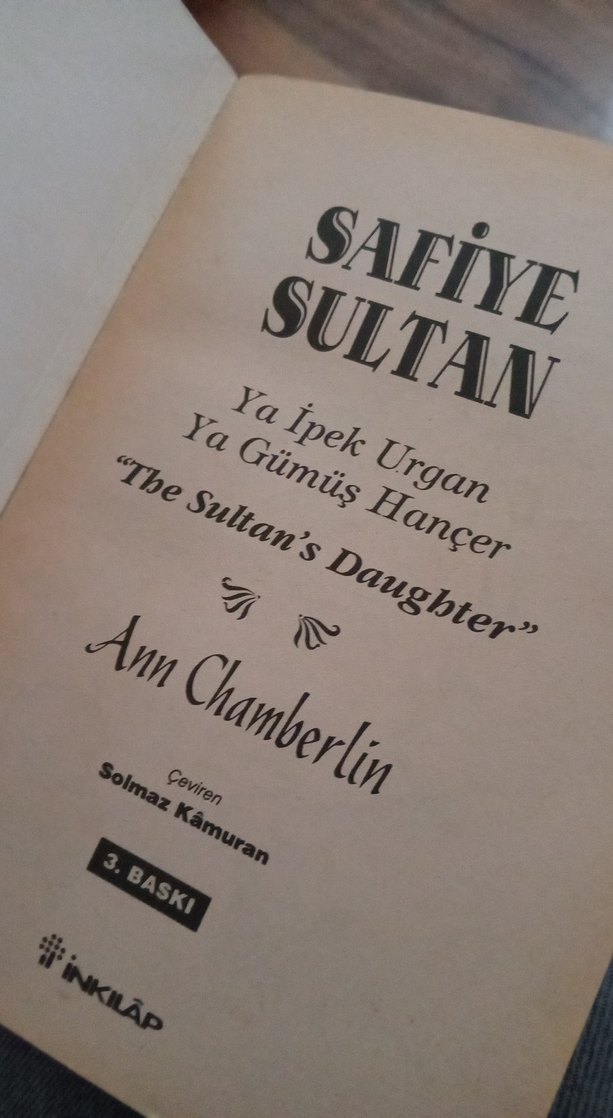 SAFİYE
SULTAN
Ya İpek Urgan
Ya Gümüş Hançer
"The Sultan's Daughter"
Ann Chamberlin
Çeviren
Solmaz Kâmuran
3. BASKI
İNKILÂP